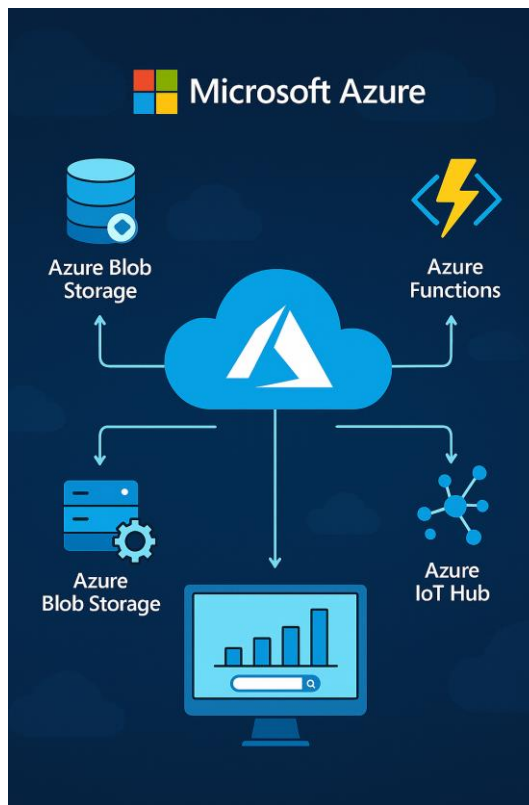 Microsoft Azure
Azure Blob
Storage
Azure
Functions
Azure
Blob Storage
Azure
IoT Hub